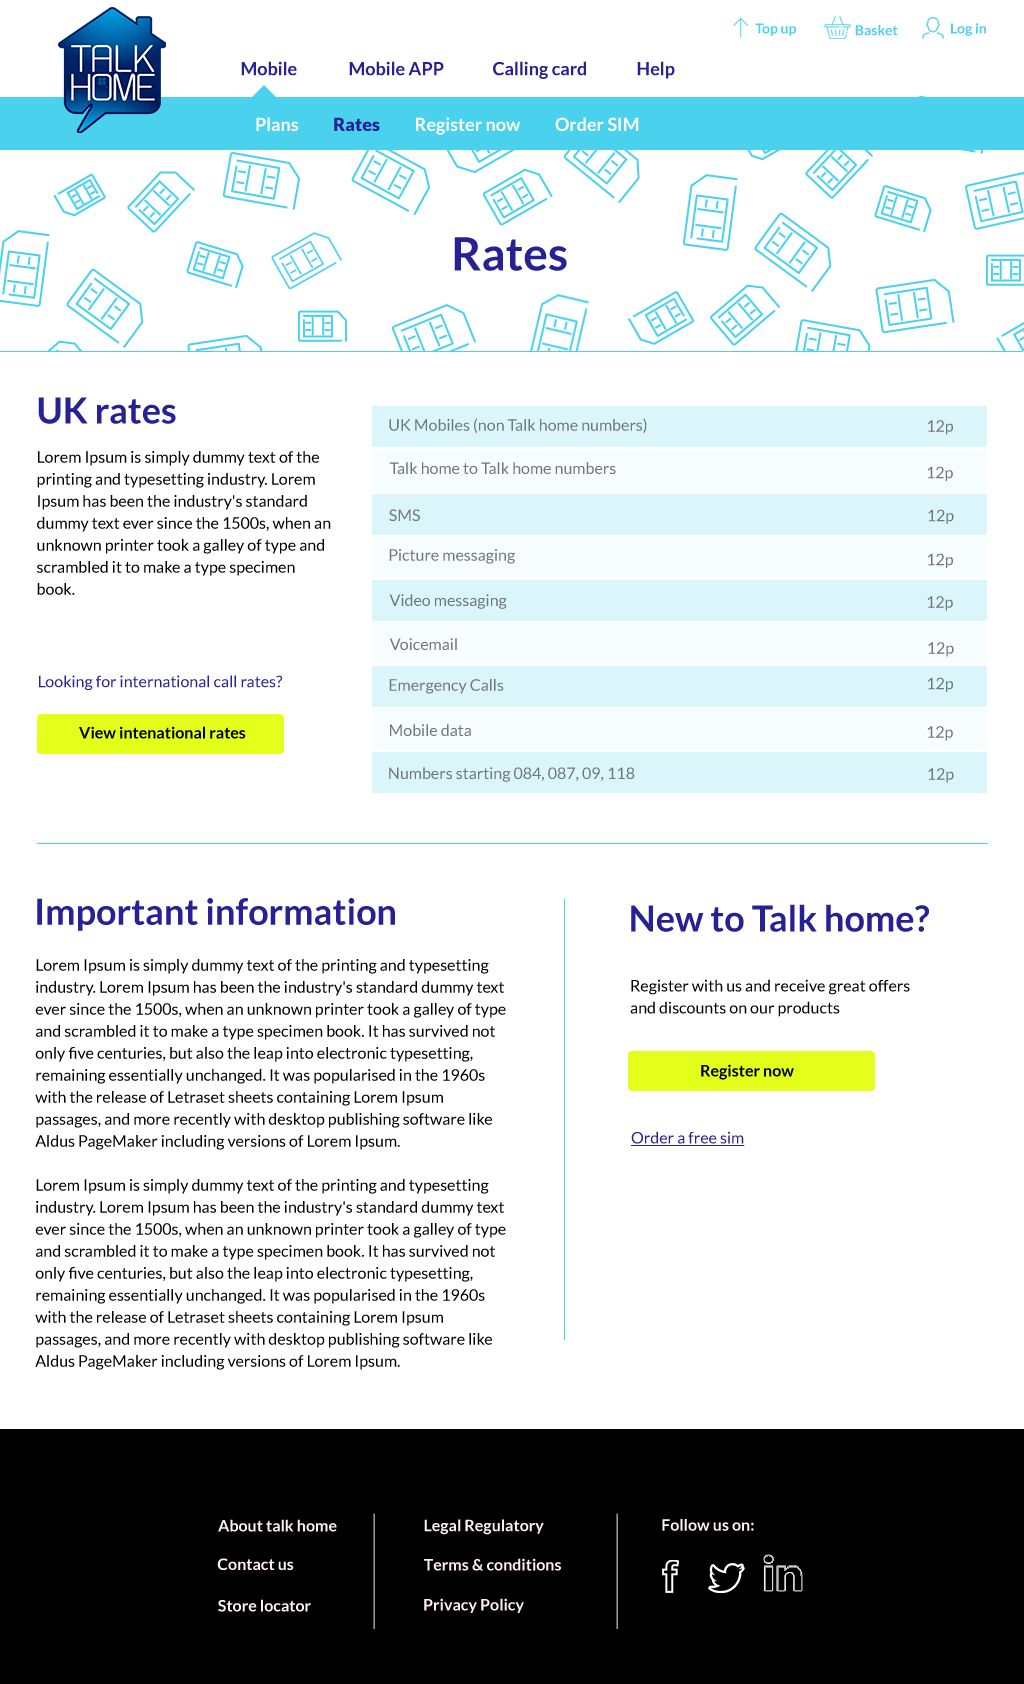 TALK
HOME
Top up
Basket
Log in
Mobile
Mobile APP
Calling card
Help
Plans
Rates
Register now
Order SIM
Rates
UK rates
Lorem Ipsum is simply dummy text of the
printing and typesetting industry. Lorem
Ipsum has been the industry's standard
dummy text ever since the 1500s, when an
unknown printer took a galley of type and
scrambled it to make a type specimen
book.
Looking for international call rates?
View intenational rates
UK Mobiles (non Talk home numbers) 12p
Talk home to Talk home numbers 12p
SMS 12p
Picture messaging 12p
Video messaging 12p
Voicemail 12p
Emergency Calls 12p
Mobile data 12p
Numbers starting 084, 087, 09, 118 12p
Important information
Lorem Ipsum is simply dummy text of the printing and typesetting
industry. Lorem Ipsum has been the industry's standard dummy text
ever since the 1500s, when an unknown printer took a galley of type
and scrambled it to make a type specimen book. It has survived not
only five centuries, but also the leap into electronic typesetting,
remaining essentially unchanged. It was popularised in the 1960s
with the release of Letraset sheets containing Lorem Ipsum
passages, and more recently with desktop publishing software like
Aldus PageMaker including versions of Lorem Ipsum.
Lorem Ipsum is simply dummy text of the printing and typesetting
industry. Lorem Ipsum has been the industry's standard dummy text
ever since the 1500s, when an unknown printer took a galley of type
and scrambled it to make a type specimen book. It has survived not
only five centuries, but also the leap into electronic typesetting,
remaining essentially unchanged. It was popularised in the 1960s
with the release of Letraset sheets containing Lorem Ipsum
passages, and more recently with desktop publishing software like
Aldus PageMaker including versions of Lorem Ipsum.
New to Talk home?
Register with us and receive great offers
and discounts on our products
Register now
Order a free sim
About talk home
Contact us
Store locator
Legal Regulatory
Terms & conditions
Privacy Policy
Follow us on:
f
in